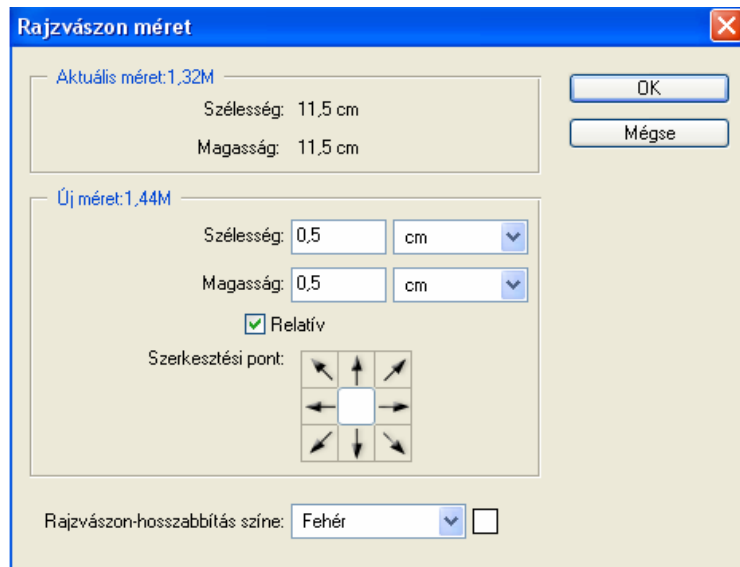 Rajzvászon méret
Aktuális méret:1,32M
Szélesség: 11,5 cm
Magasság: 11,5 cm
OK
Mégse
Új méret:1,44M
Szélesség: 0,5 cm
Magasság: 0,5 cm
Relatív
Szerkesztési pont:
Rajzvászon-hosszabbítás színe: Fehér